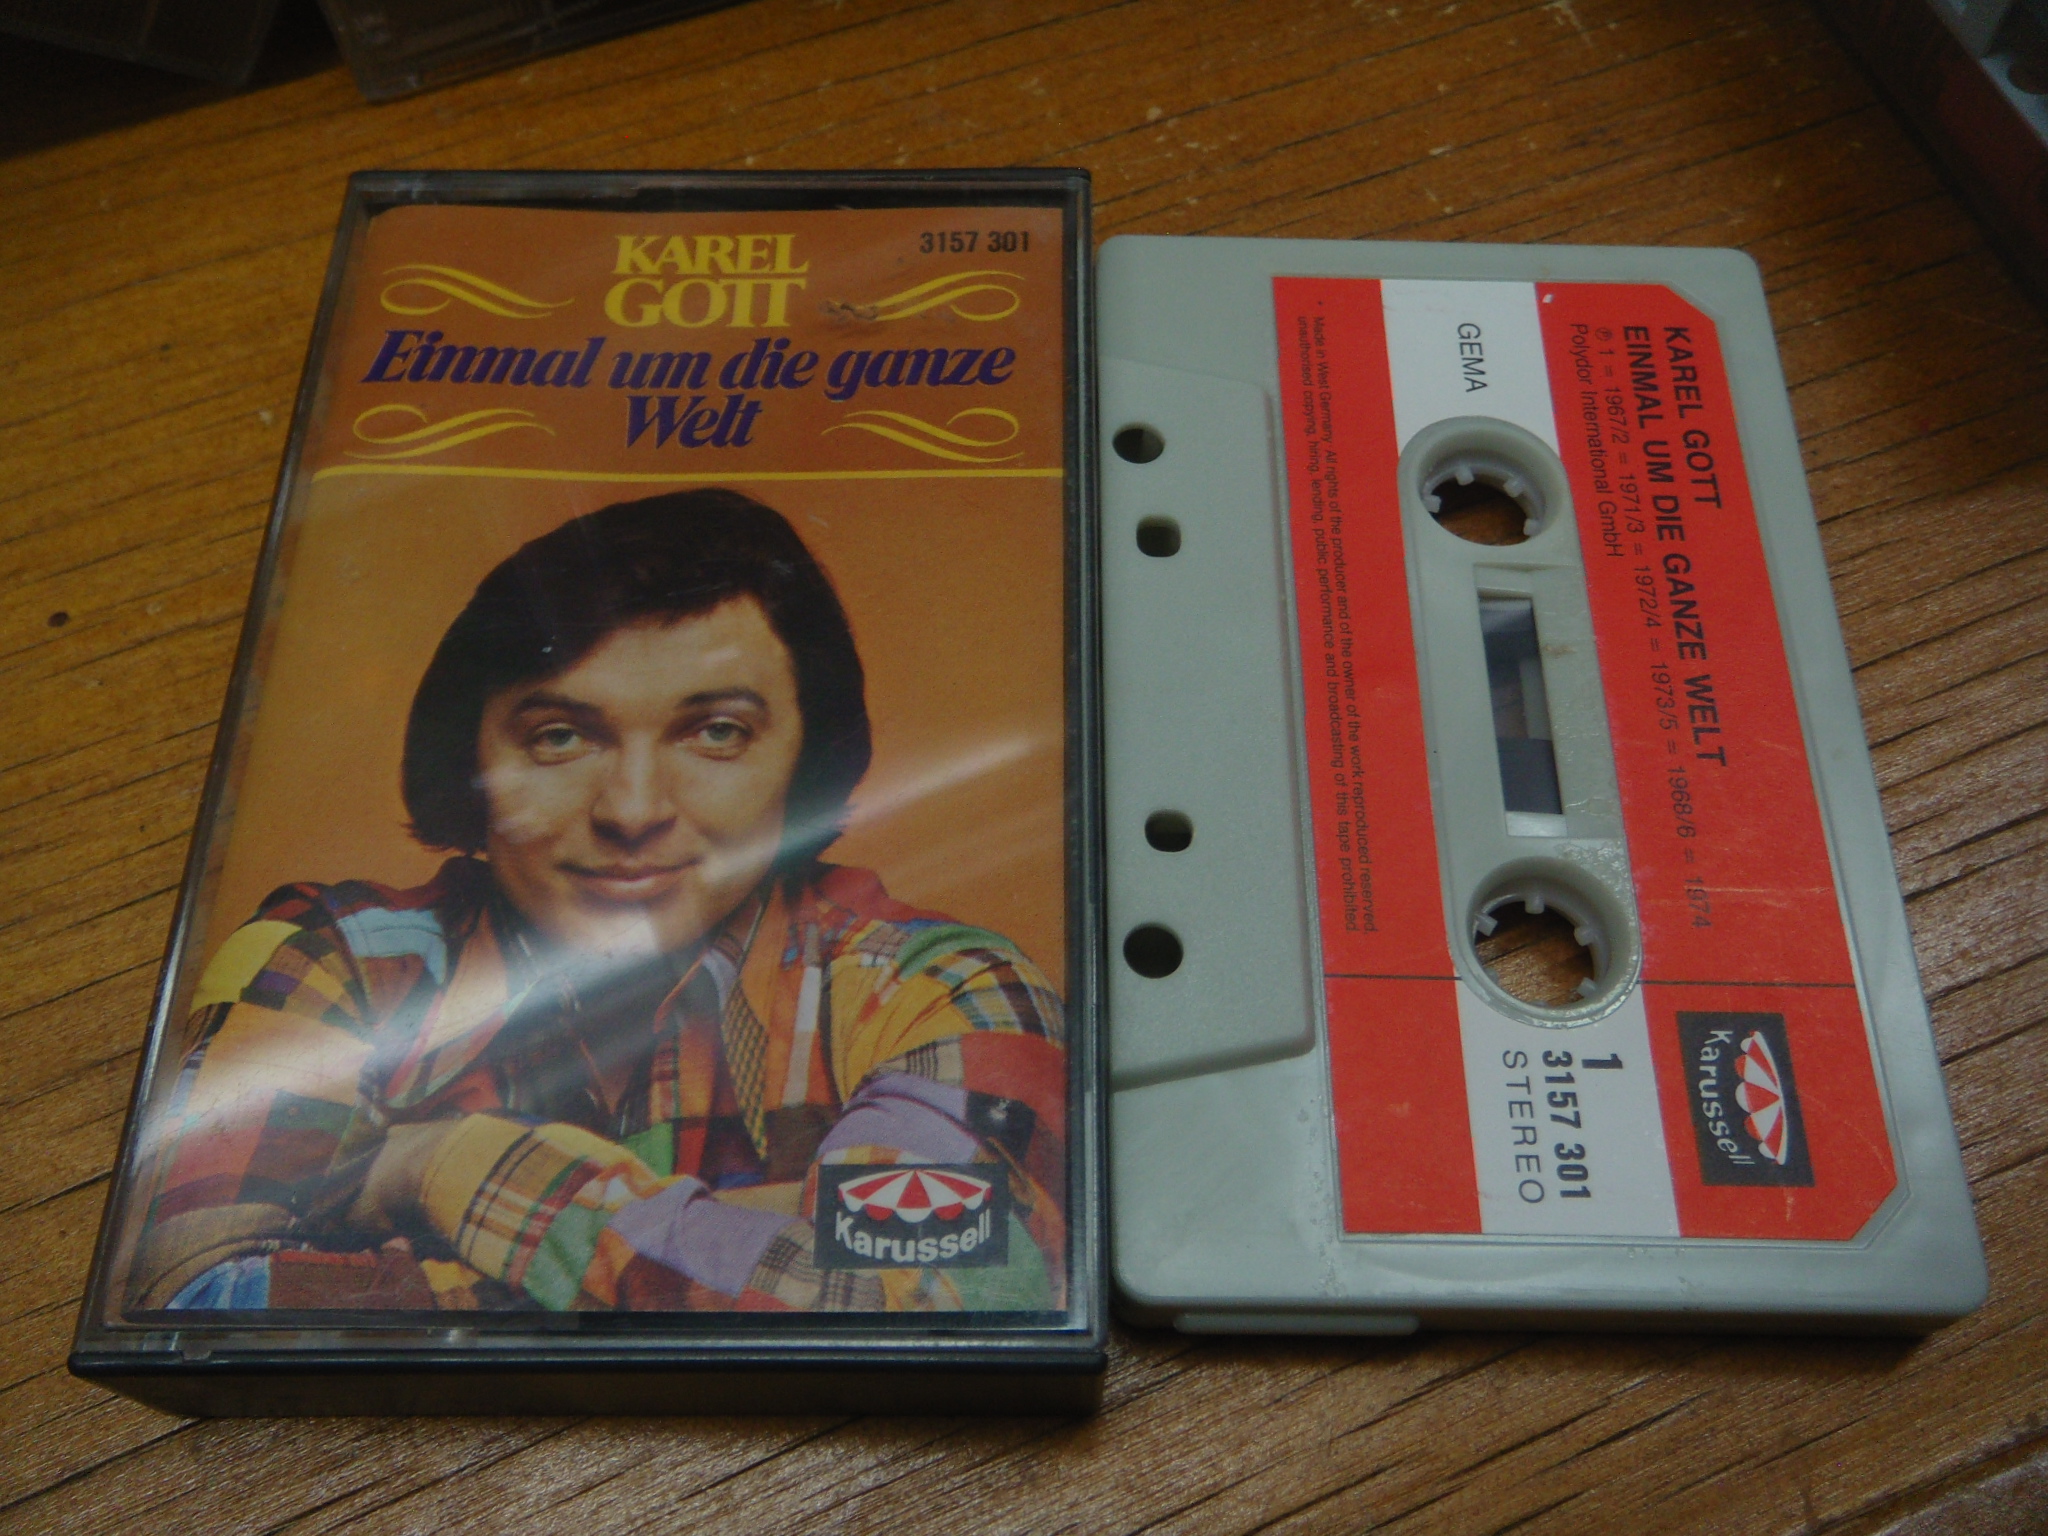 KAREL
GOTT
3157 301
Einmal um die ganze
Welt
Karussell
KAREL GOTT
EINMAL UM DIE GANZE WELT
℗ 1 = 1967/2 = 1971/3 = 1972/4 = 1973/5 = 1968/6 = 1974
Polydor International GmbH
Karussell
GEMA
1
3157 301
STEREO
Made in West Germany. All rights of the producer and of the owner of the work reproduced reserved.
unauthorised copying, hiring, lending, public performance and broadcasting of this tape prohibited.